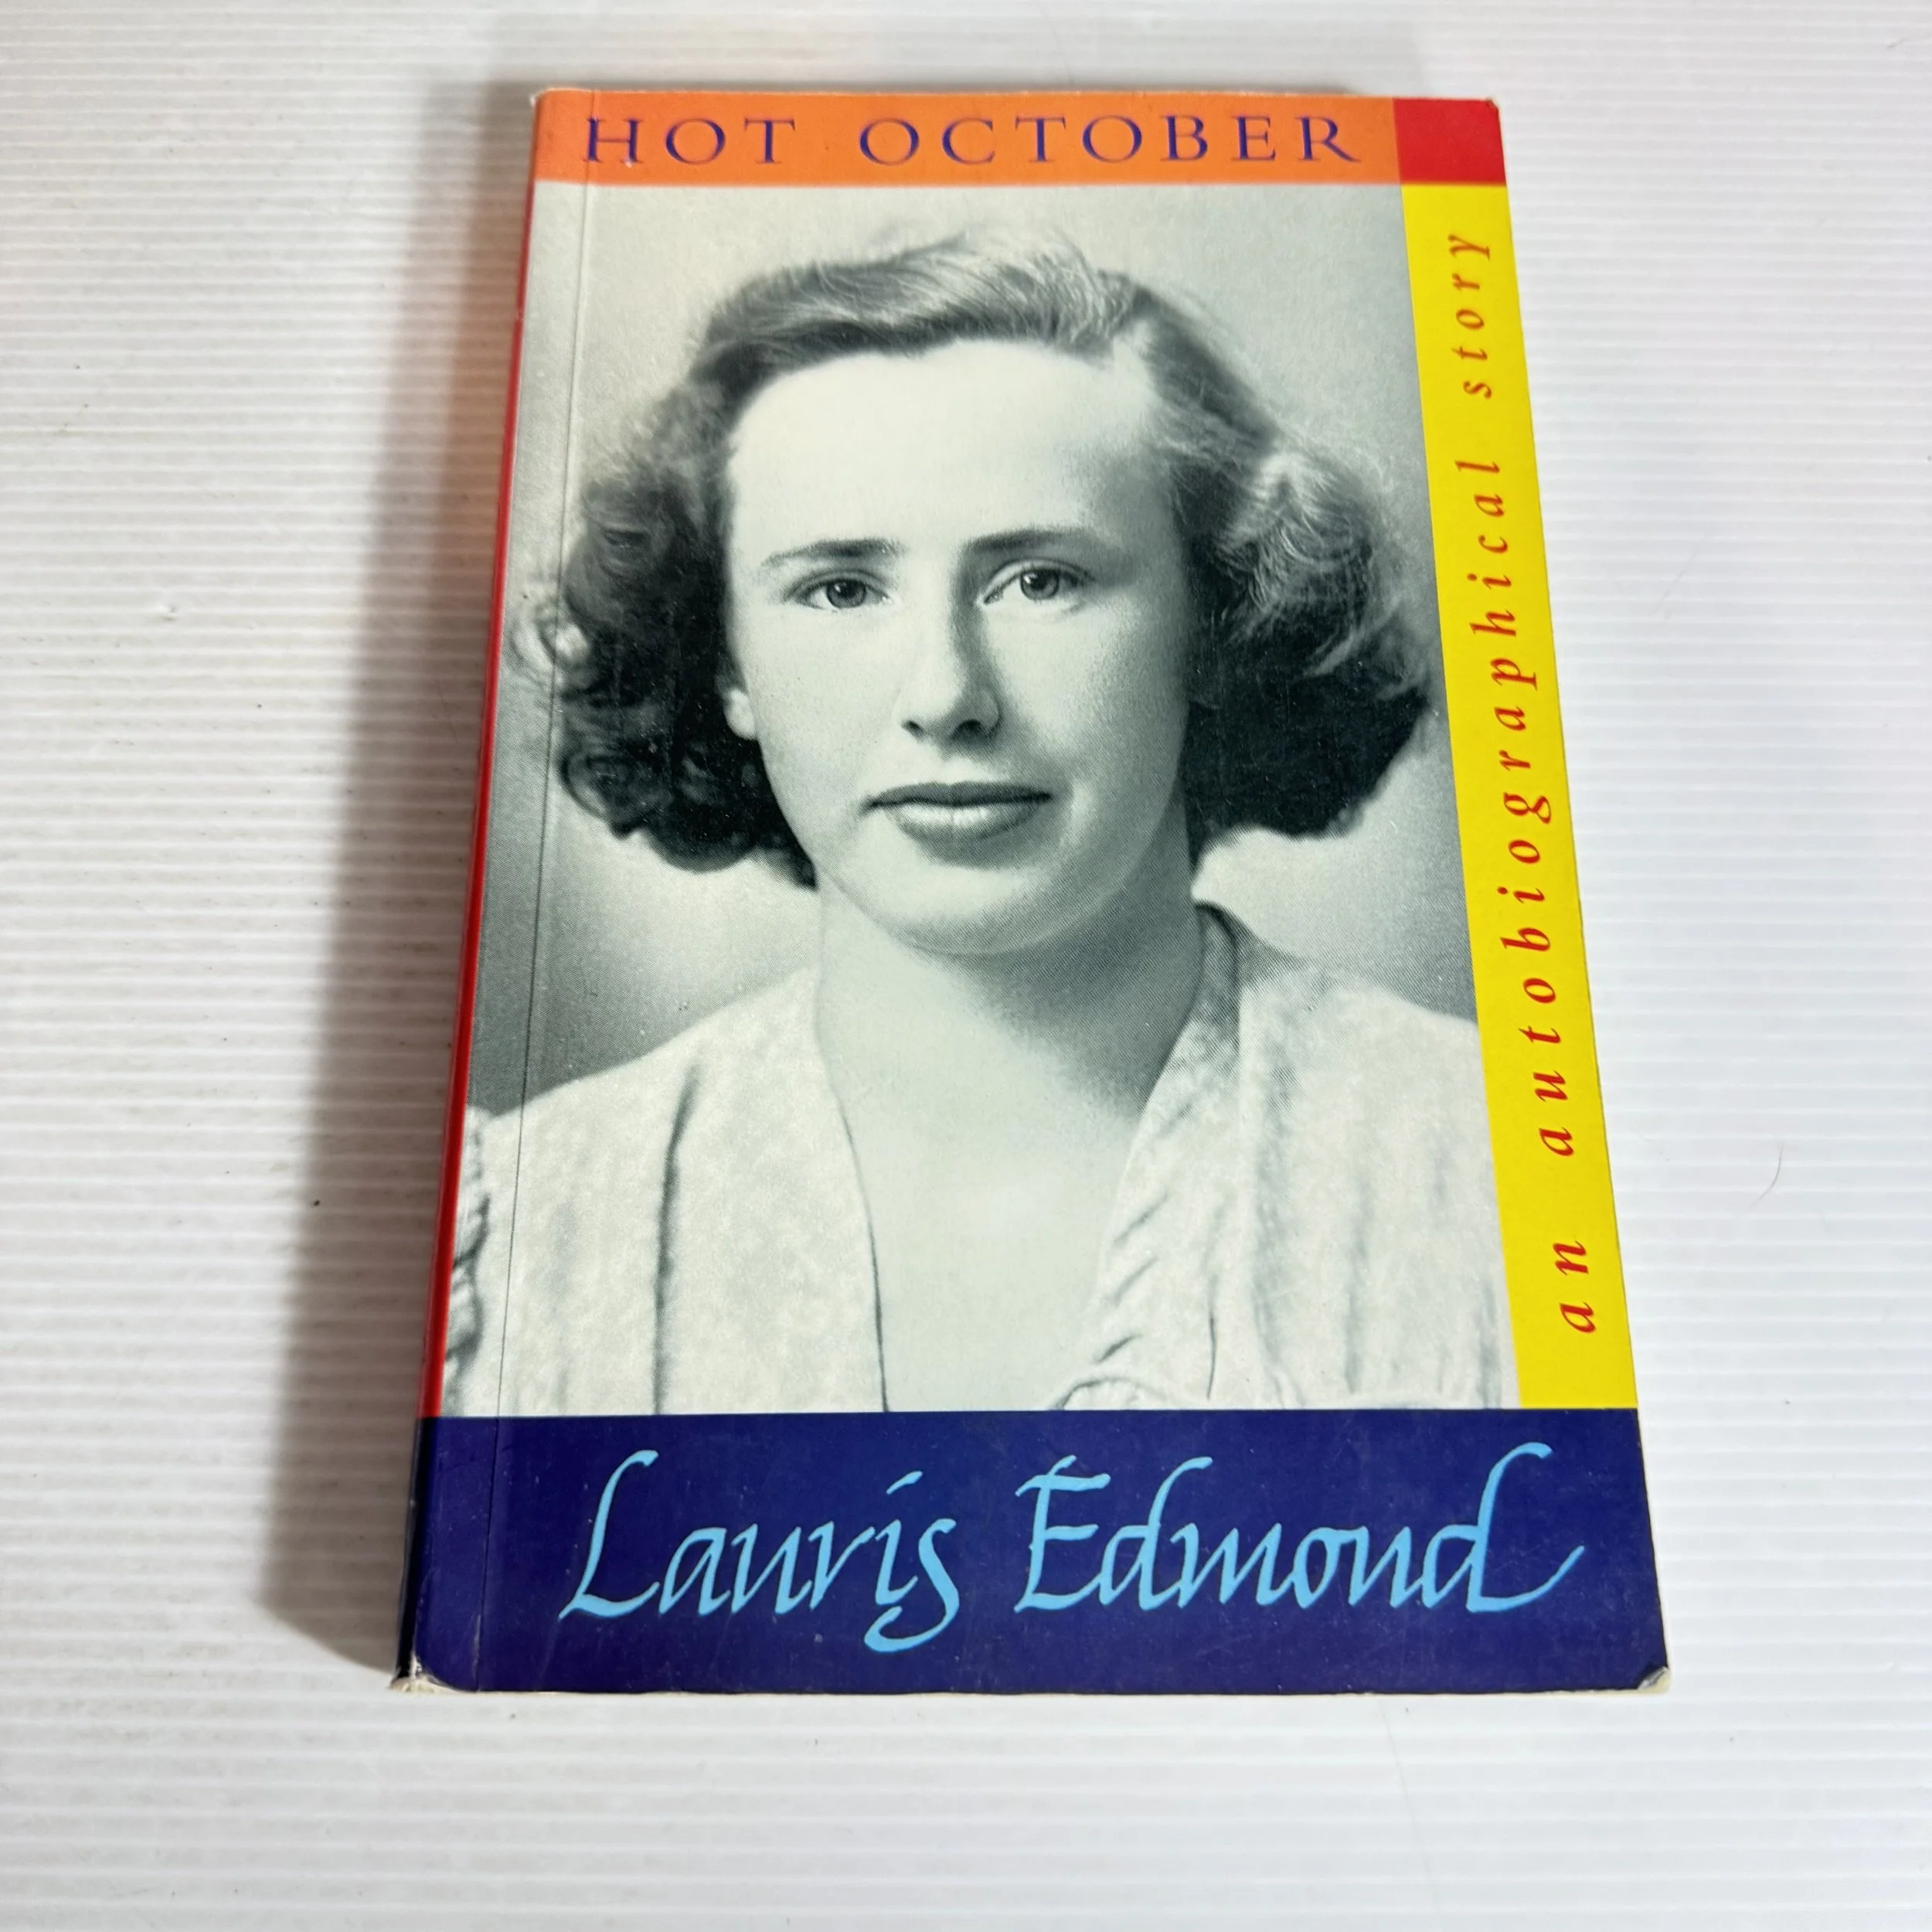 HOT OCTOBER
an autobiographical story
Lauris Edmond